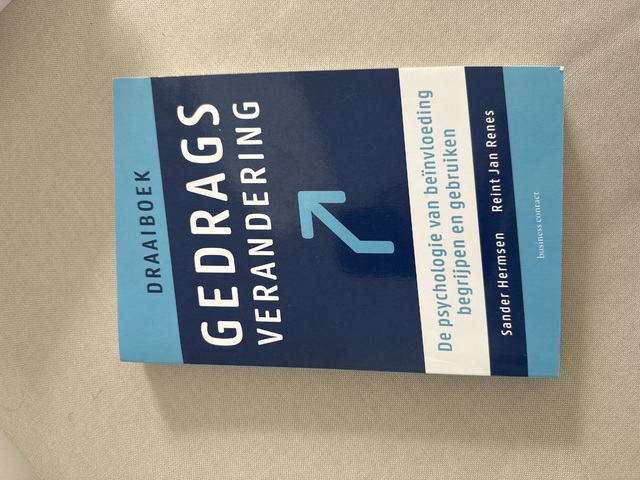 DRAAIBOEK
GEDRAGS
VERANDERING
De psychologie van beïnvloeding
begrijpen en gebruiken
Sander Hermsen Reint Jan Renes
business contact